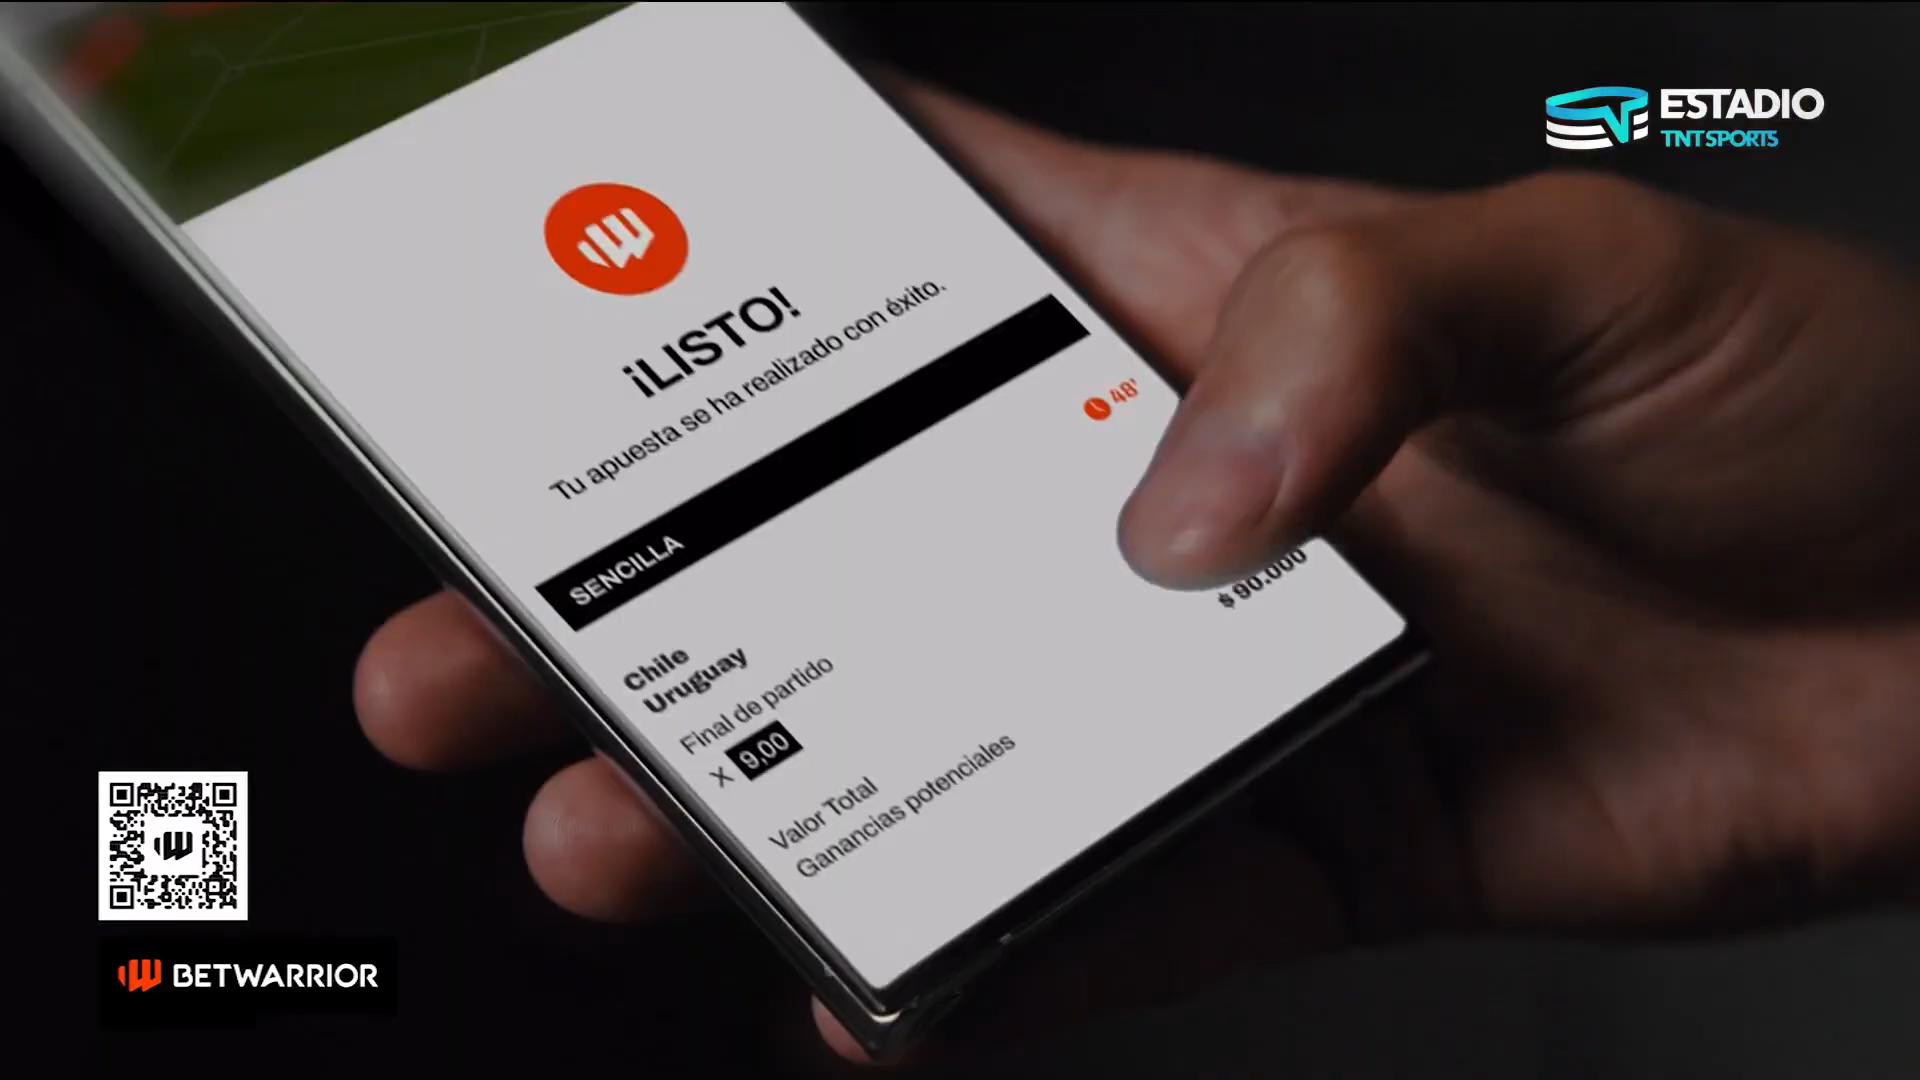 ESTADIO
TNT SPORTS
¡LISTO!
Tu apuesta se ha realizado con éxito.
48'
SENCILLA
Chile
Uruguay
Final de partido
X 9,00
Valor Total
Ganancias potenciales
$ 90.000
BETWARRIOR